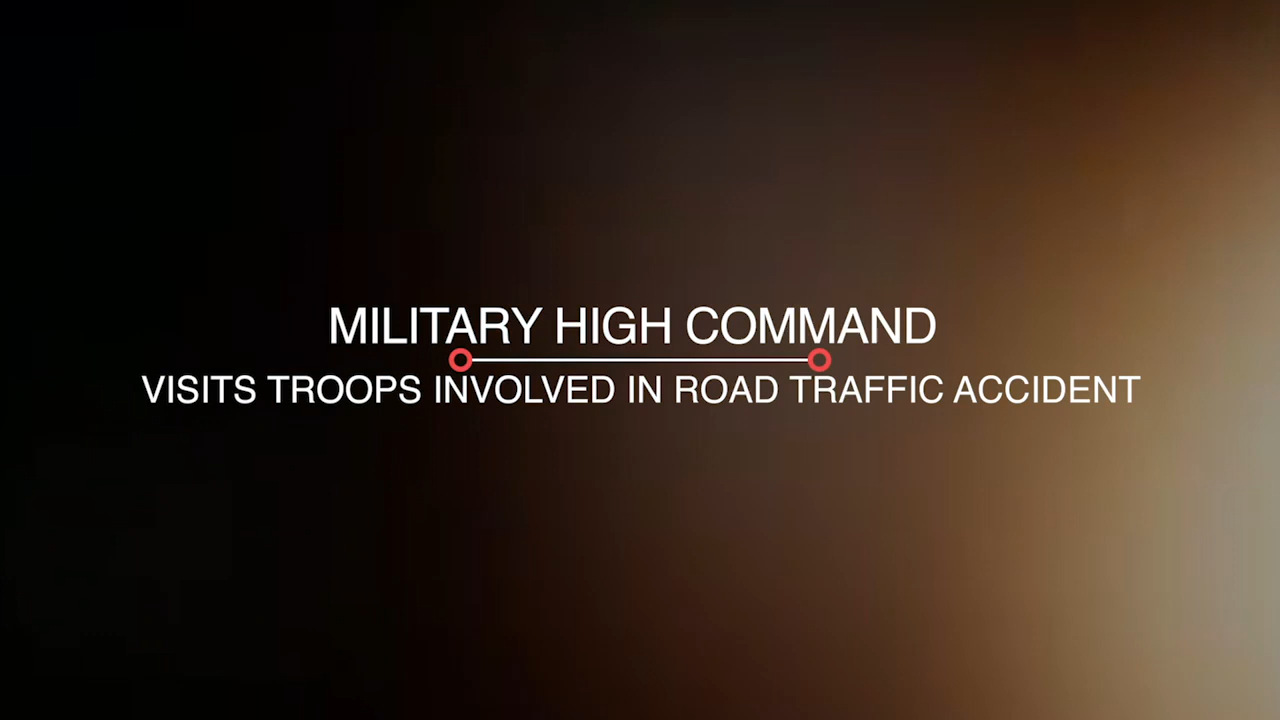 MILITARY HIGH COMMAND
VISITS TROOPS INVOLVED IN ROAD TRAFFIC ACCIDENT